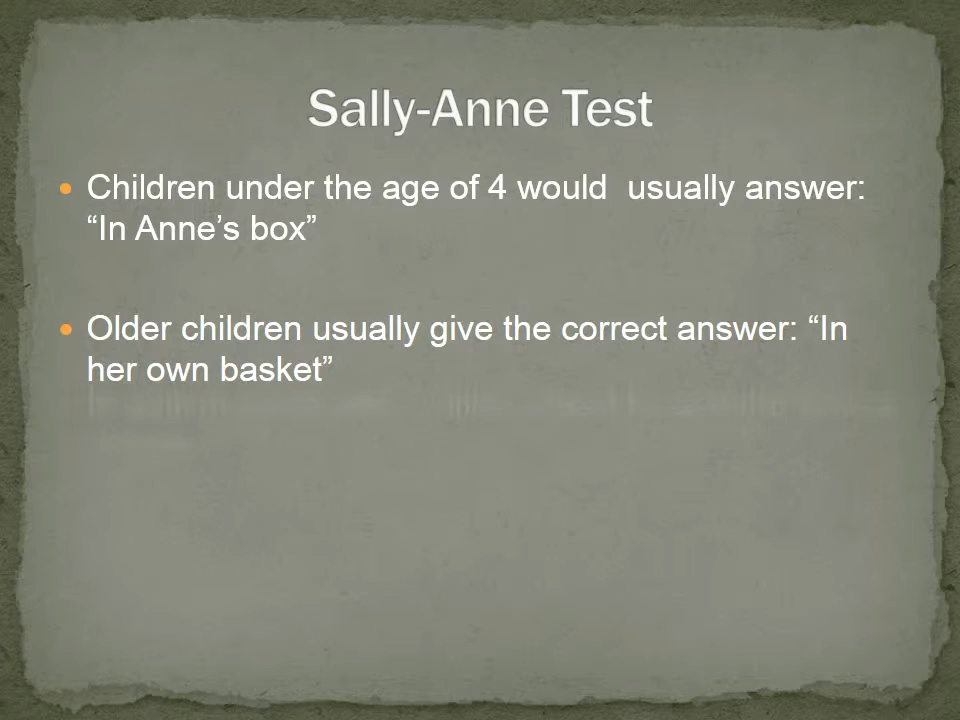 Sally-Anne Test
• Children under the age of 4 would  usually answer:
“In Anne’s box”
• Older children usually give the correct answer: “In
her own basket”